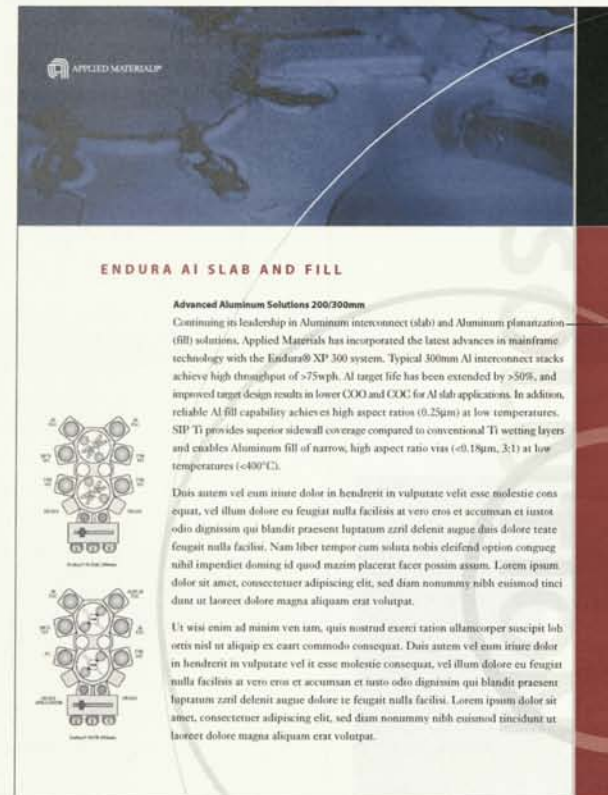 APPLIED MATERIALS®
ENDURA Al SLAB AND FILL
Advanced Aluminum Solutions 200/300mm
Continuing its leadership in Aluminum interconnect (slab) and Aluminum planarization
(fill) solutions, Applied Materials has incorporated the latest advances in mainframe
technology with the Endura® XP 300 system. Typical 300mm Al interconnect stacks
achieve high throughput of >75wph. Al target life has been extended by >50%, and
improved target design results in lower COO and COC for Al slab applications. In addition,
reliable Al fill capability achieves high aspect ratios (0.25µm) at low temperatures.
SIP Ti provides superior sidewall coverage compared to conventional Ti wetting layers
and enables Aluminum fill of narrow, high aspect ratio vias (<0.18µm, 3:1) at low
temperatures (<400°C).
Duis autem vel eum iriure dolor in hendrerit in vulputate velit esse molestie cons
equat, vel illum dolore eu feugiat nulla facilisis at vero eros et accumsan et iustot
odio dignissim qui blandit praesent luptatum zzril delenit augue duis dolore teate
feugait nulla facilisi. Nam liber tempor cum soluta nobis eleifend option congueg
nihil imperdiet doming id quod mazim placerat facer possim assum. Lorem ipsum
dolor sit amet, consectetuer adipiscing elit, sed diam nonummy nibh euismod tinci
dunt ut laoreet dolore magna aliquam erat volutpat.
Ut wisi enim ad minim ven iam, quis nostrud exerci tation ullamcorper suscipit lob
ortis nisl ut aliquip ex eaart commodo consequat. Duis autem vel eum iriure dolor
in hendrerit in vulputate vel it esse molestie consequat, vel illum dolore eu feugiat
nulla facilisis at vero eros et accumsan et iusto odio dignissim qui blandit praesent
luptatum zzril delenit augue dolore te feugait nulla facilisi. Lorem ipsum dolor sit
amet, consectetuer adipiscing elit, sed diam nonummy nibh euismod tincidunt ut
laoreet dolore magna aliquam erat volutpat.